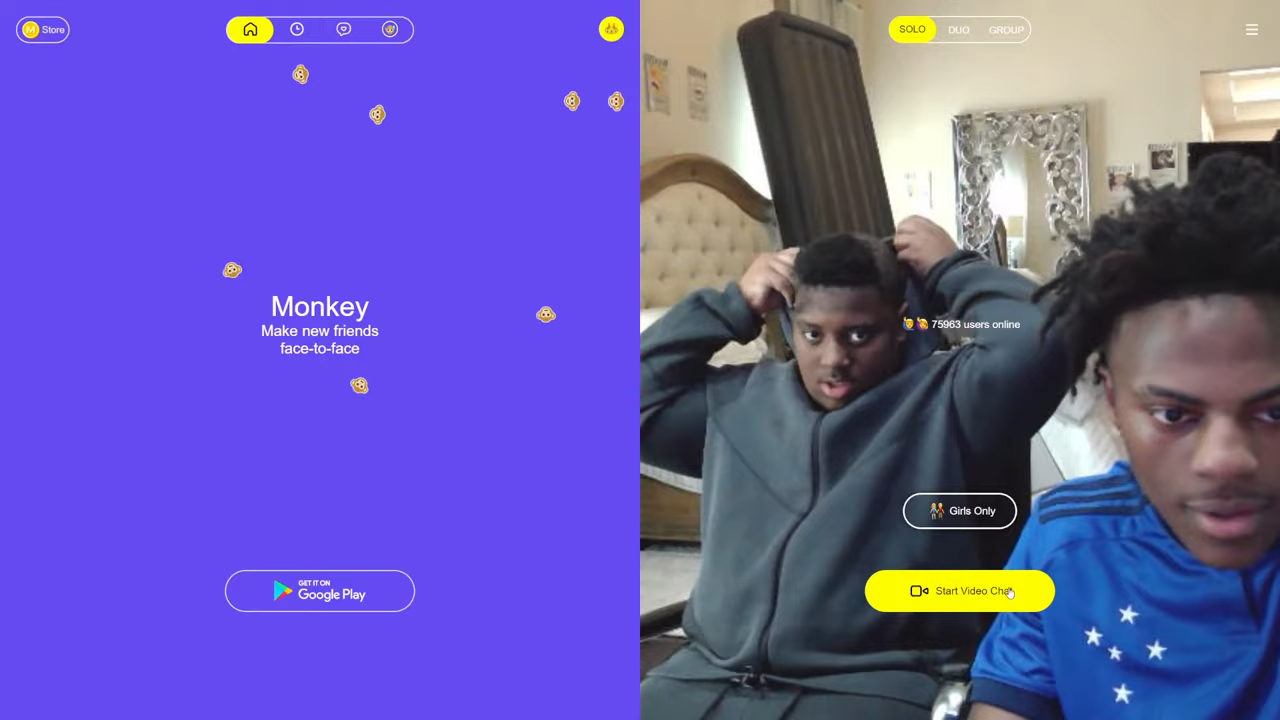 Store
SOLO
DUO
GROUP
Monkey
Make new friends
face-to-face
75963 users online
Girls Only
GET IT ON
Google Play
Start Video Chat